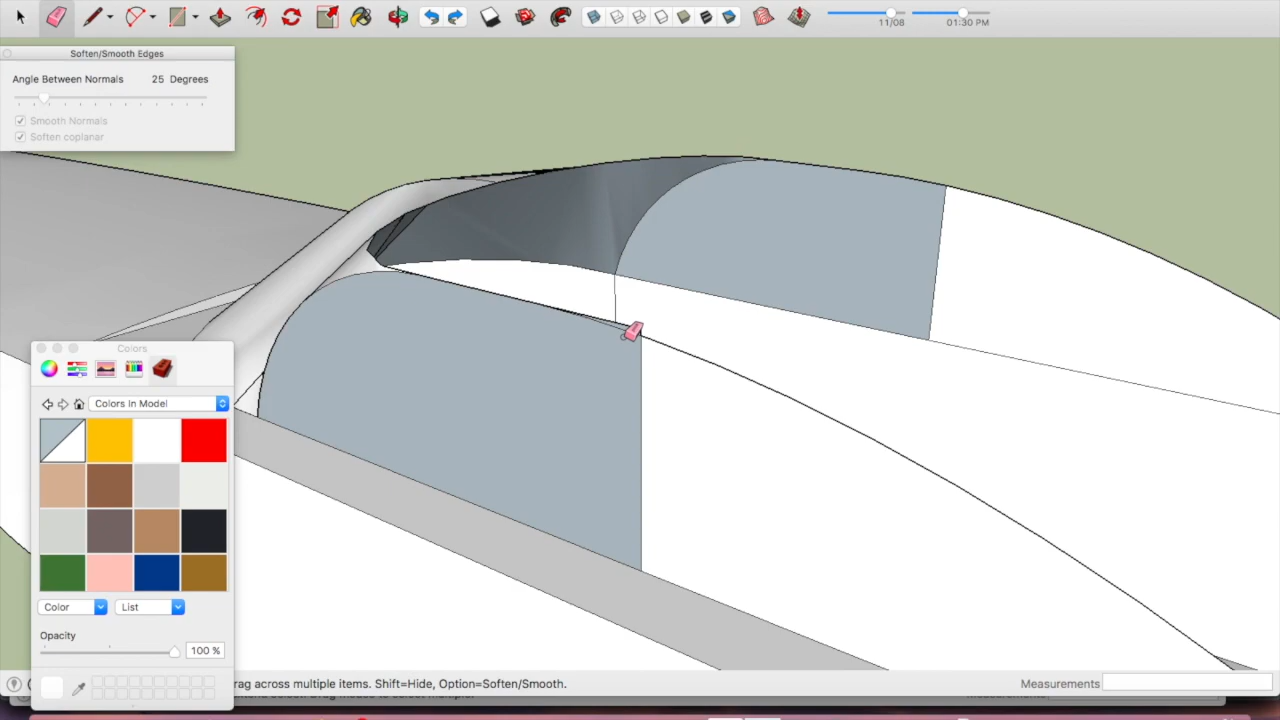 11/08
01:30 PM
Soften/Smooth Edges
Angle Between Normals 25 Degrees
Smooth Normals
Soften coplanar
Colors
Colors In Model
Color
List
Opacity
100 %
rag across multiple items. Shift=Hide, Option=Soften/Smooth.
Measurements